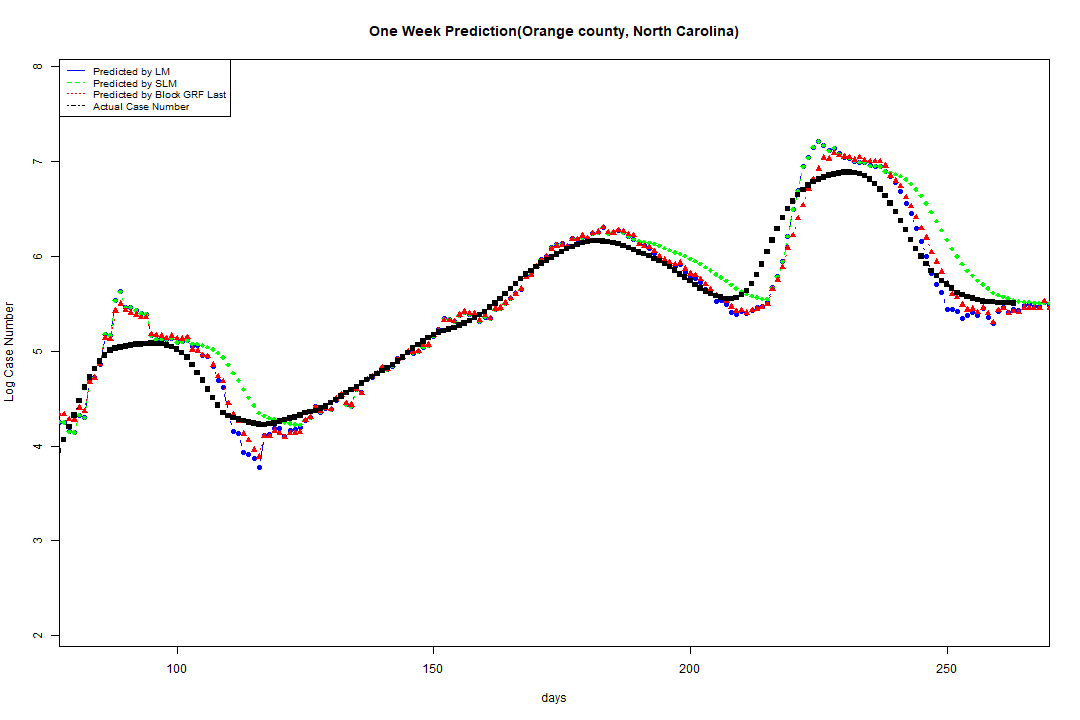 One Week Prediction(Orange county, North Carolina)
Predicted by LM
Predicted by SLM
Predicted by Block GRF Last
Actual Case Number
8
7
6
5
4
3
2
Log Case Number
100 150 200 250
days